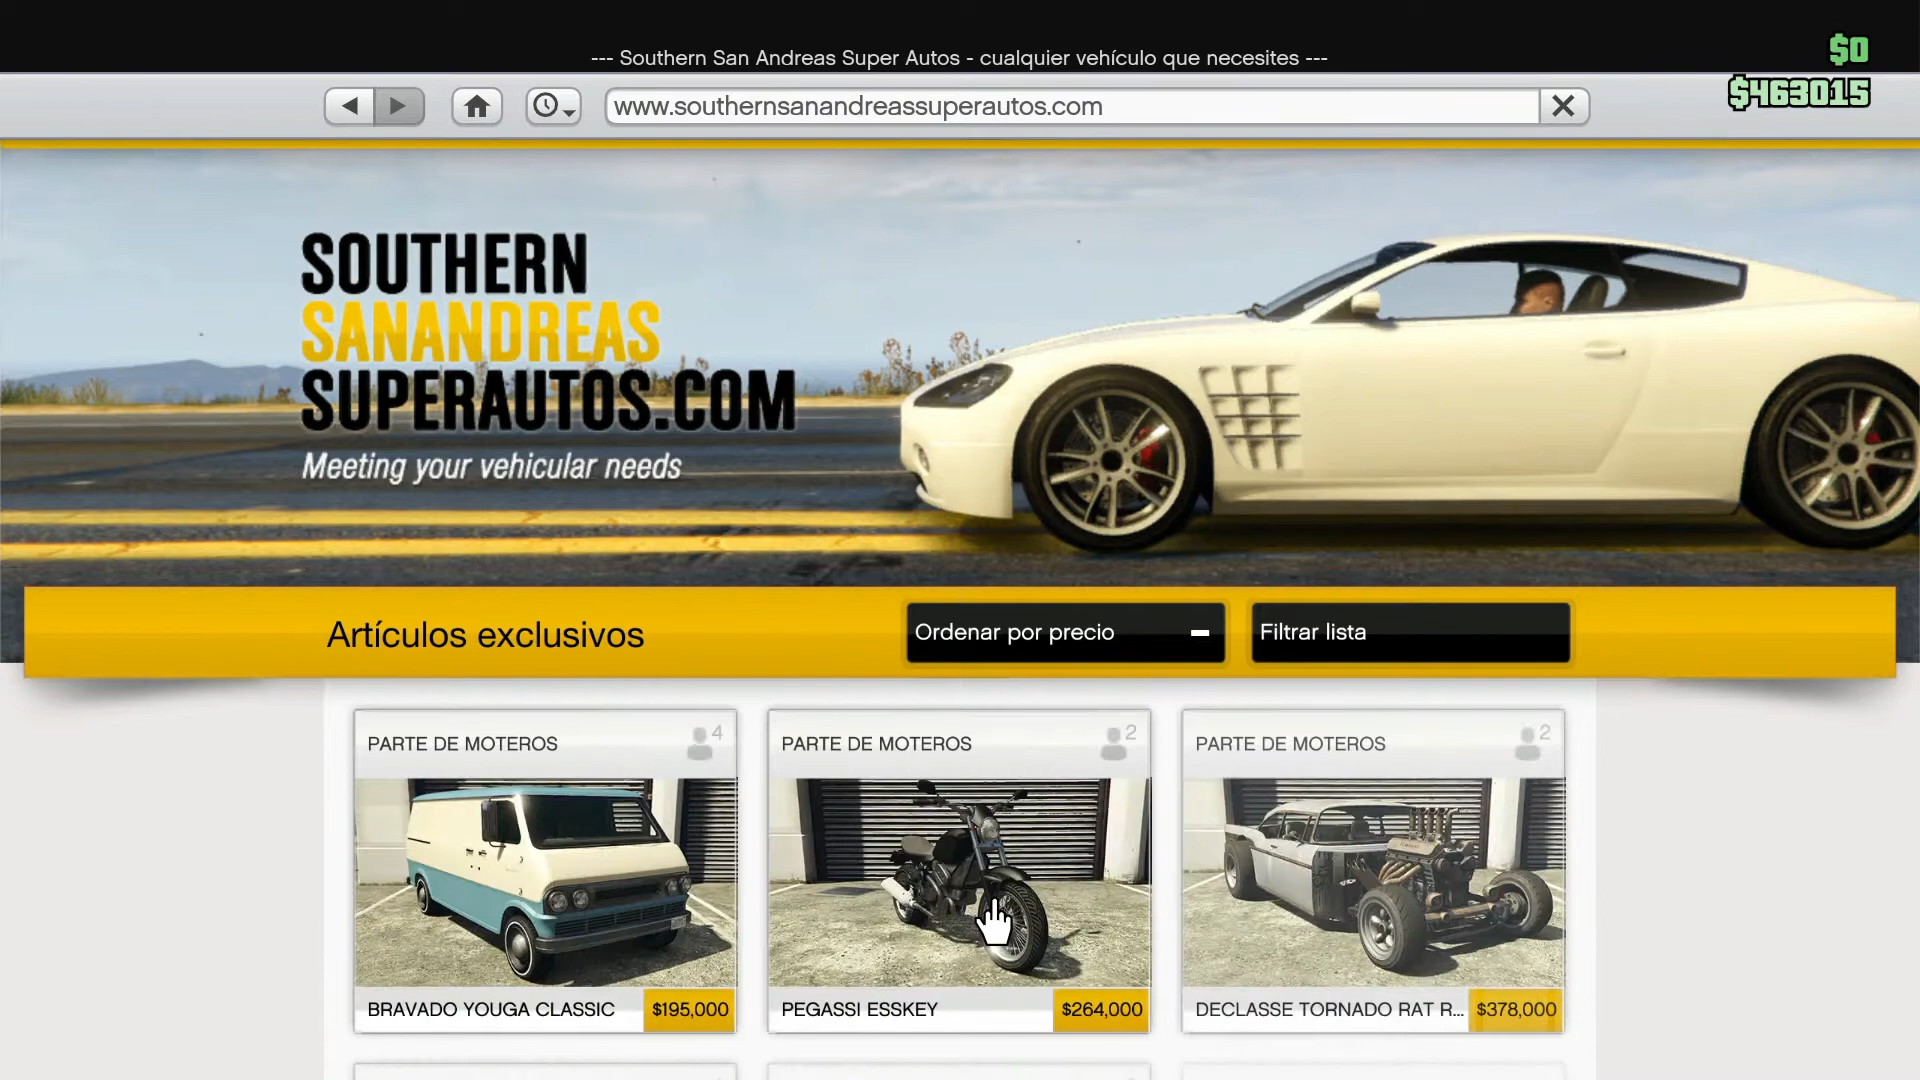 --- Southern San Andreas Super Autos - cualquier vehículo que necesites ---
$0
$463015
www.southernsanandreassuperautos.com
SOUTHERN
SANANDREAS
SUPERAUTOS.COM
Meeting your vehicular needs
Artículos exclusivos
Ordenar por precio
Filtrar lista
PARTE DE MOTEROS 4
PARTE DE MOTEROS 2
PARTE DE MOTEROS 2
BRAVADO YOUGA CLASSIC $195,000
PEGASSI ESSKEY $264,000
DECLASSE TORNADO RAT R... $378,000